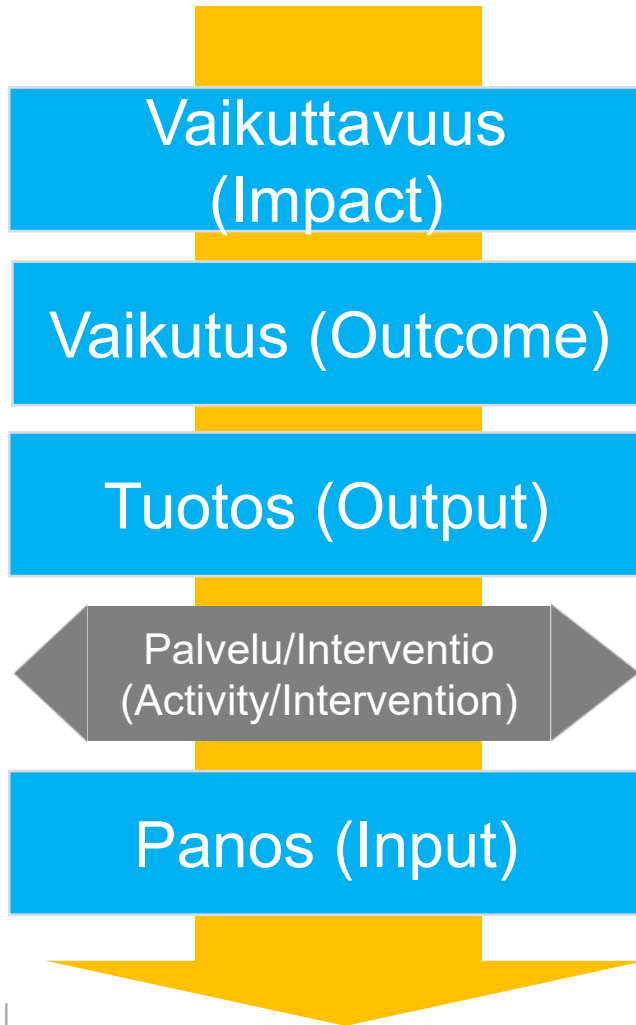 Vaikuttavuus
(Impact)
Vaikutus (Outcome)
Tuotos (Output)
Palvelu/Interventio
(Activity/Intervention)
Panos (Input)